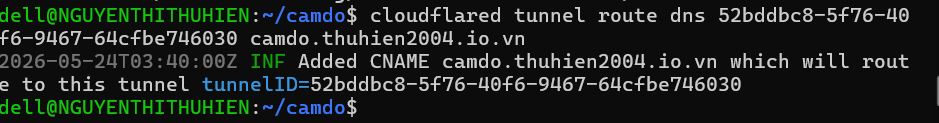 dell@NGUYENTHITHUHIEN:~/camdo$ cloudflared tunnel route dns 52bddbc8-5f76-40
f6-9467-64cfbe746030 camdo.thuhien2004.io.vn
2026-05-24T03:40:00Z INF Added CNAME camdo.thuhien2004.io.vn which will rout
e to this tunnel tunnelID=52bddbc8-5f76-40f6-9467-64cfbe746030
dell@NGUYENTHITHUHIEN:~/camdo$